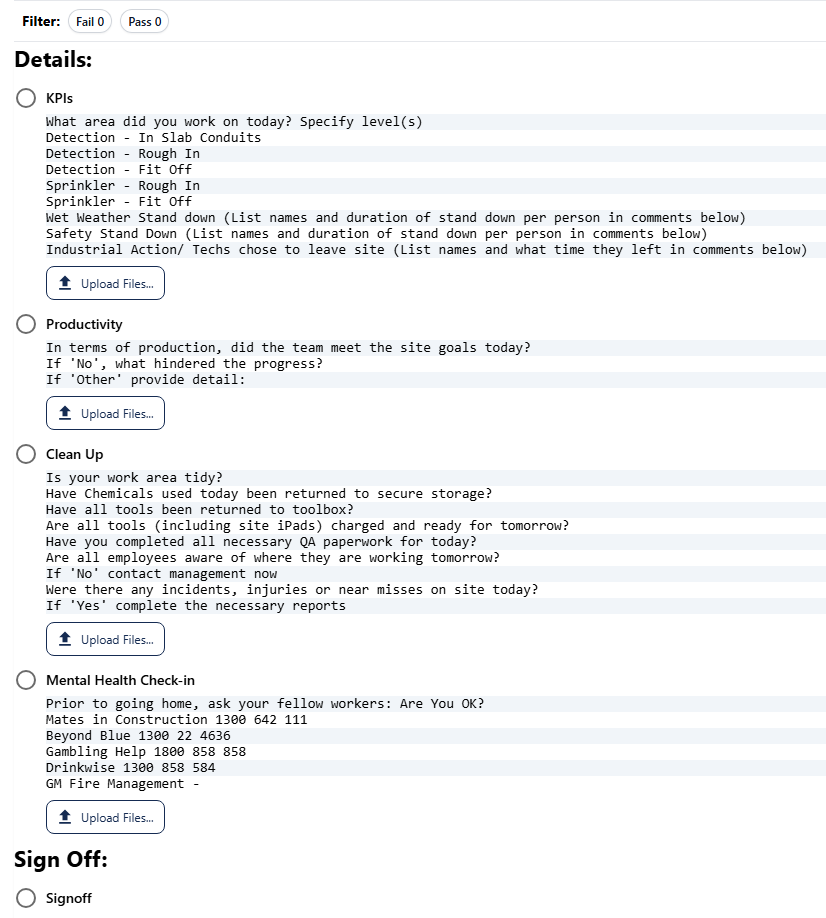 Filter: Fail 0 Pass 0
Details:
KPIs
What area did you work on today? Specify level(s)
Detection - In Slab Conduits
Detection - Rough In
Detection - Fit Off
Sprinkler - Rough In
Sprinkler - Fit Off
Wet Weather Stand down (List names and duration of stand down per person in comments below)
Safety Stand Down (List names and duration of stand down per person in comments below)
Industrial Action/ Techs chose to leave site (List names and what time they left in comments below)
Upload Files...
Productivity
In terms of production, did the team meet the site goals today?
If 'No', what hindered the progress?
If 'Other' provide detail:
Upload Files...
Clean Up
Is your work area tidy?
Have Chemicals used today been returned to secure storage?
Have all tools been returned to toolbox?
Are all tools (including site iPads) charged and ready for tomorrow?
Have you completed all necessary QA paperwork for today?
Are all employees aware of where they are working tomorrow?
If 'No' contact management now
Were there any incidents, injuries or near misses on site today?
If 'Yes' complete the necessary reports
Upload Files...
Mental Health Check-in
Prior to going home, ask your fellow workers: Are You OK?
Mates in Construction 1300 642 111
Beyond Blue 1300 22 4636
Gambling Help 1800 858 858
Drinkwise 1300 858 584
GM Fire Management -
Upload Files...
Sign Off:
Signoff